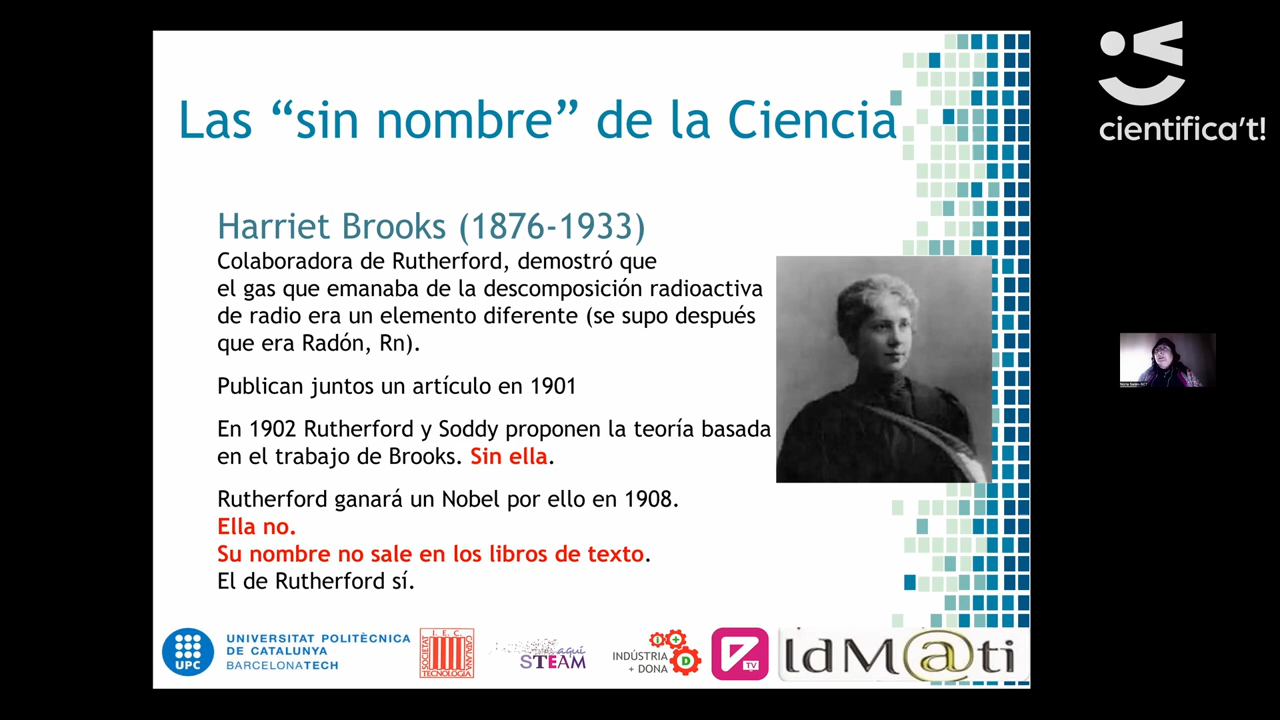 Las “sin nombre” de la Ciencia
cientifica’t!
Harriet Brooks (1876-1933)
Colaboradora de Rutherford, demostró que
el gas que emanaba de la descomposición radioactiva
de radio era un elemento diferente (se supo después
que era Radón, Rn).
Publican juntos un artículo en 1901
En 1902 Rutherford y Soddy proponen la teoría basada
en el trabajo de Brooks. Sin ella.
Rutherford ganará un Nobel por ello en 1908.
Ella no.
Su nombre no sale en los libros de texto.
El de Rutherford sí.
UPC
UNIVERSITAT POLITÈCNICA
DE CATALUNYA
BARCELONATECH
I.E.C.
SOCIETAT
CATALANA
TECNOLOGIA
aquí
STEAM
INDÚSTRIA
+ DONA
i+
+
D
TV
IdM@ti